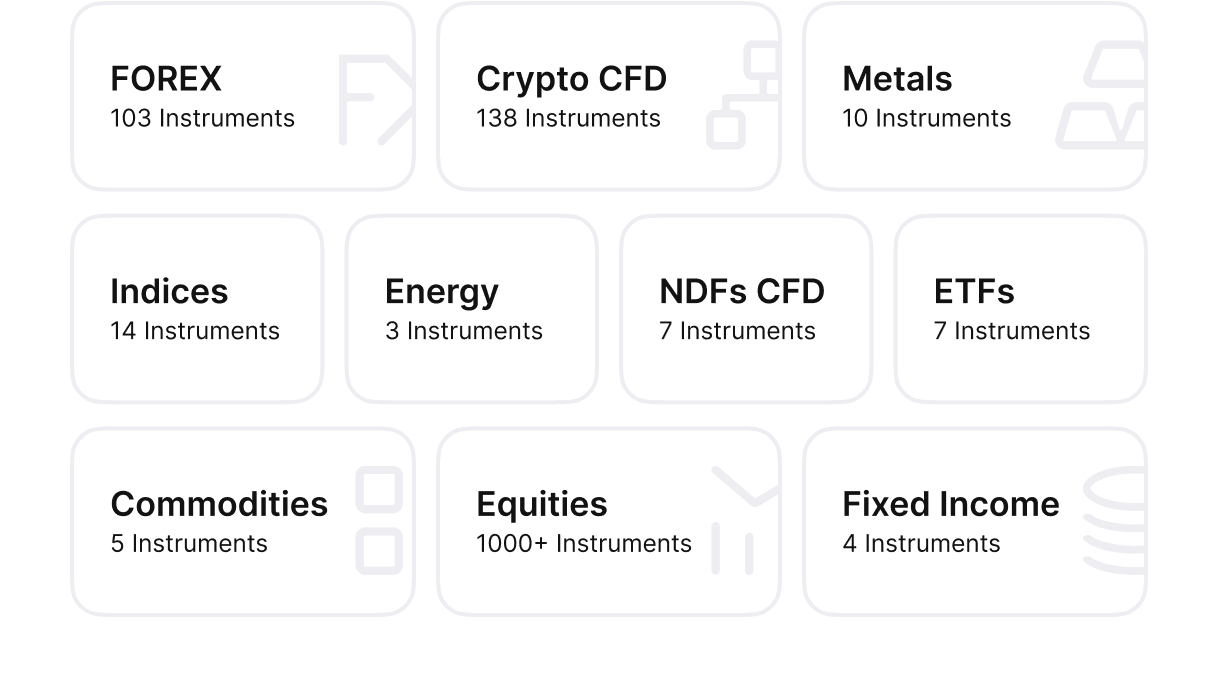 FOREX
103 Instruments
Crypto CFD
138 Instruments
Metals
10 Instruments
Indices
14 Instruments
Energy
3 Instruments
NDFs CFD
7 Instruments
ETFs
7 Instruments
Commodities
5 Instruments
Equities
1000+ Instruments
Fixed Income
4 Instruments